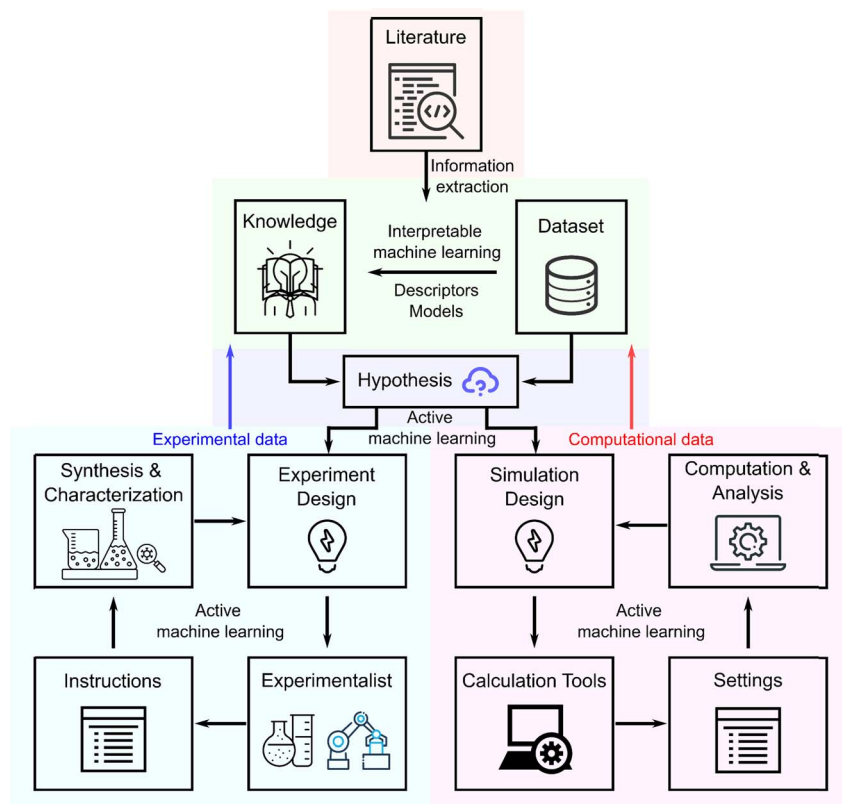 Literature
</>
Information
extraction
Knowledge
Interpretable
machine learning
Descriptors
Models
Dataset
Hypothesis
?
Active
machine learning
Experimental data
Computational data
Synthesis &
Characterization
Experiment
Design
Simulation
Design
Computation &
Analysis
Active
machine learning
Active
machine learning
Instructions
Experimentalist
Calculation Tools
Settings